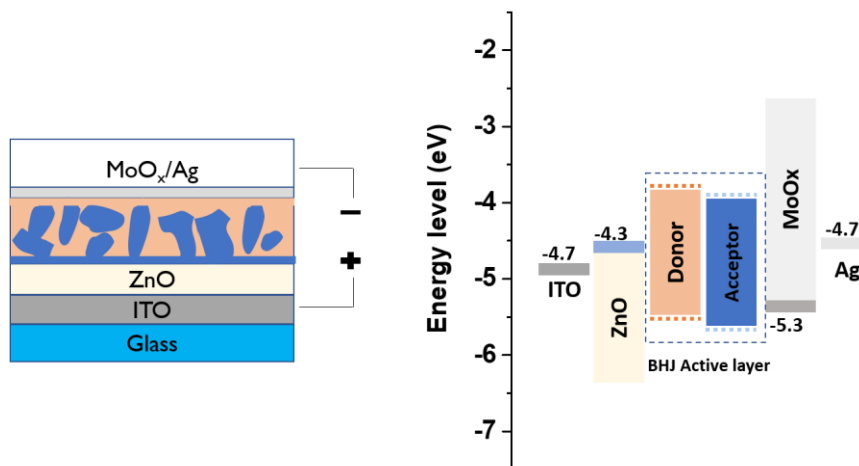 MoOx/Ag
−
+
ZnO
ITO
Glass
Energy level (eV)
-2
-3
-4
-5
-6
-7
-4.7
ITO
-4.3
ZnO
Donor
Acceptor
BHJ Active layer
MoOx
-5.3
-4.7
Ag